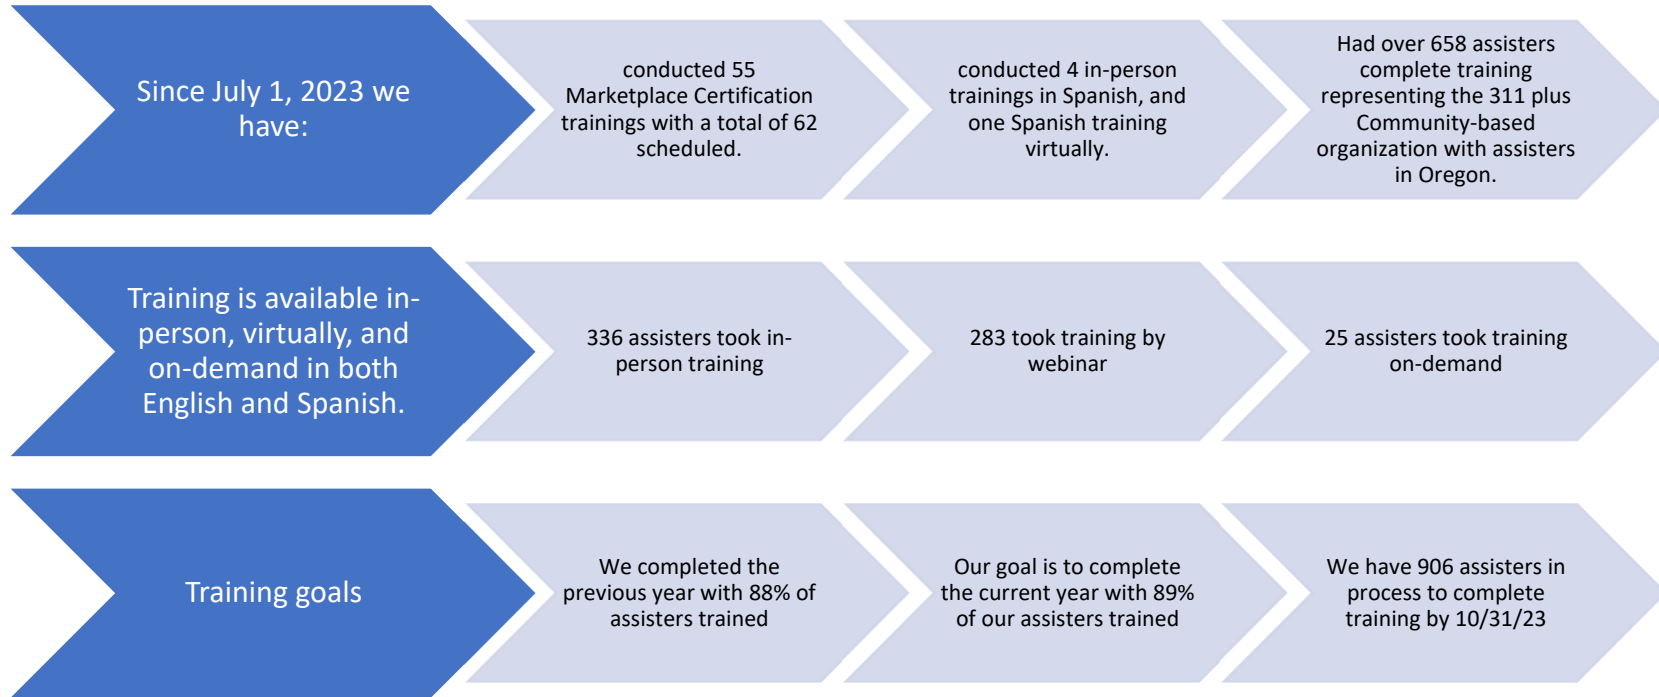 Since July 1, 2023 we
have:
conducted 55
Marketplace Certification
trainings with a total of 62
scheduled.
conducted 4 in-person
trainings in Spanish, and
one Spanish training
virtually.
Had over 658 assisters
complete training
representing the 311 plus
Community-based
organization with assisters
in Oregon.
Training is available in-
person, virtually, and
on-demand in both
English and Spanish.
336 assisters took in-
person training
283 took training by
webinar
25 assisters took training
on-demand
Training goals
We completed the
previous year with 88% of
assisters trained
Our goal is to complete
the current year with 89%
of our assisters trained
We have 906 assisters in
process to complete
training by 10/31/23